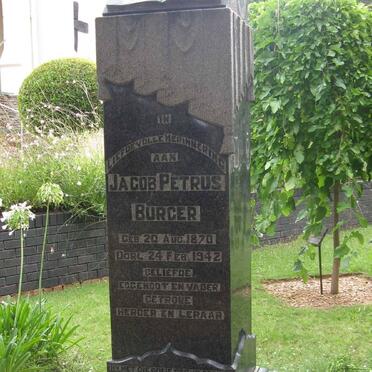 IN
LIEFDEVOLLE HERINNERING
AAN
JACOB PETRUS
BURGER
GEB. 20 AUG. 1870
OORL. 24 FEB. 1942
GELIEFDE
EGGENOOT EN VADER
GETROUE
HERDER EN LERAAR